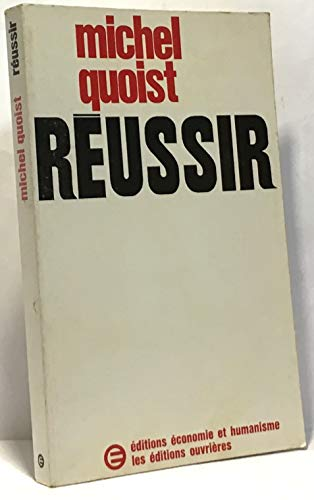 michel
quoist
RÉUSSIR
e éditions économie et humanisme
les éditions ouvrières
michel quoist réussir
e